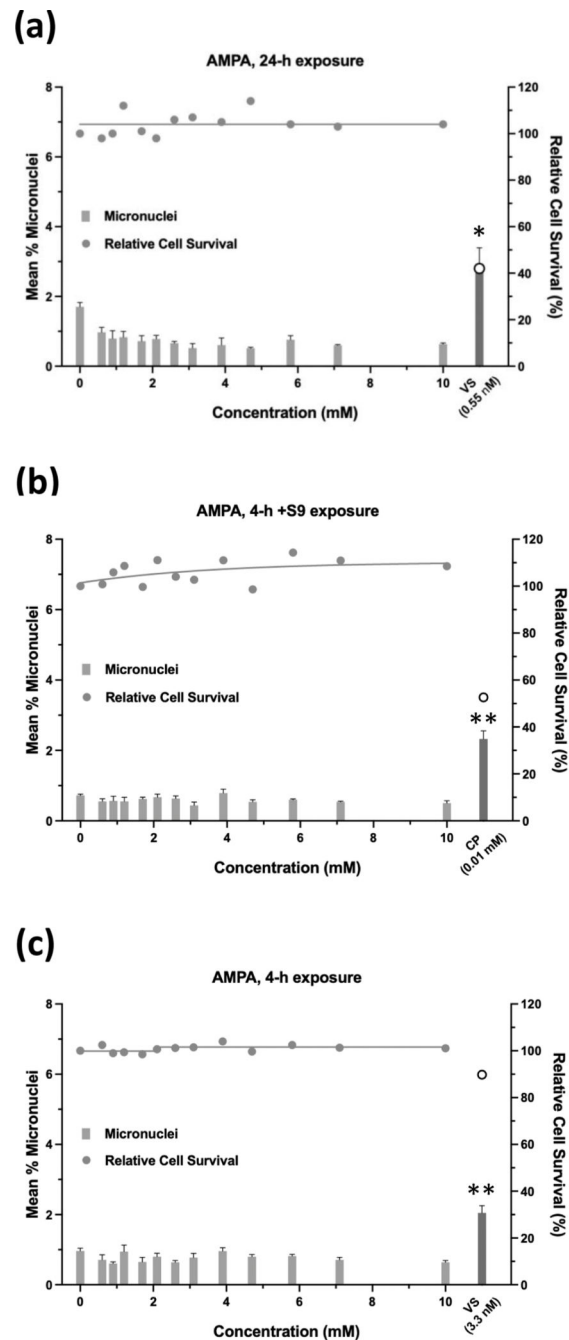 (a)
AMPA, 24-h exposure
8
6
4
2
0
Mean % Micronuclei
120
100
80
60
40
20
0
Relative Cell Survival (%)
Micronuclei
Relative Cell Survival
*
0 2 4 6 8 10
VS
(0.55 nM)
Concentration (mM)
(b)
AMPA, 4-h +S9 exposure
8
6
4
2
0
Mean % Micronuclei
120
100
80
60
40
20
0
Relative Cell Survival (%)
Micronuclei
Relative Cell Survival
**
0 2 4 6 8 10
CP
(0.01 mM)
Concentration (mM)
(c)
AMPA, 4-h exposure
8
6
4
2
0
Mean % Micronuclei
120
100
80
60
40
20
0
Relative Cell Survival (%)
Micronuclei
Relative Cell Survival
**
0 2 4 6 8 10
VS
(3.3 nM)
Concentration (mM)